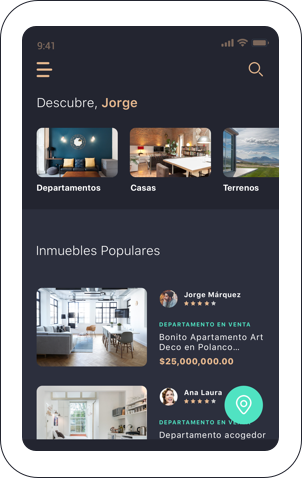 9:41
Descubre, Jorge
Departamentos
Casas
Terrenos
Inmuebles Populares
Jorge Márquez
DEPARTAMENTO EN VENTA
Bonito Apartamento Art
Deco en Polanco...
$25,000,000.00
Ana Laura
DEPARTAMENTO EN
Departamento acogedor